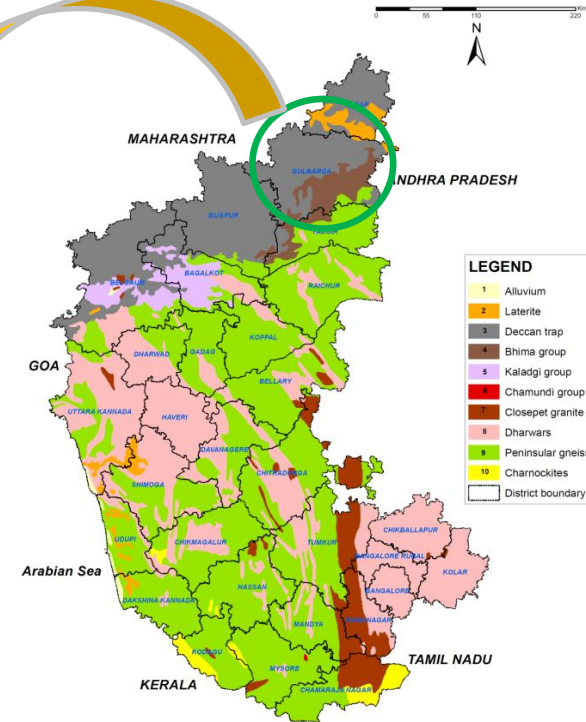 0 55 110 220 Km
N
MAHARASHTRA
GULBARGA
ANDHRA PRADESH
BIJAPUR
BAGALKOT
RAICHUR
GOA
DHARWAD
GADAG
KOPPAL
BELLARY
UTTARA KANNADA
HAVERI
DAVANAGERE
CHITRADURGA
SHIMOGA
CHIKBALLAPUR
UDUPI
CHIKMAGALUR
TUMKUR
BANGALORE RURAL
KOLAR
Arabian Sea
HASSAN
BANGALORE
DAKSHINA KANNADA
MANDYA
KODAGU
MYSORE
TAMIL NADU
KERALA
CHAMARAJA NAGAR
LEGEND
1 Alluvium
2 Laterite
3 Deccan trap
4 Bhima group
5 Kaladgi group
6 Chamundi group
7 Closepet granite
8 Dharwars
9 Peninsular gneiss
10 Charnockites
District boundary